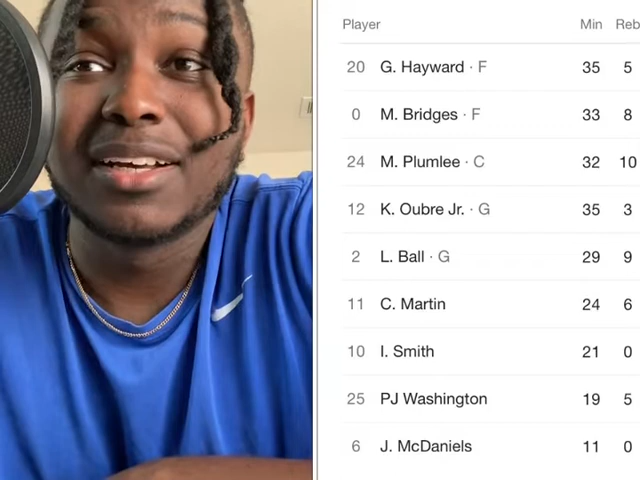 Player Min Reb
20 G. Hayward · F 35 5
0 M. Bridges · F 33 8
24 M. Plumlee · C 32 10
12 K. Oubre Jr. · G 35 3
2 L. Ball · G 29 9
11 C. Martin 24 6
10 I. Smith 21 0
25 PJ Washington 19 5
6 J. McDaniels 11 0